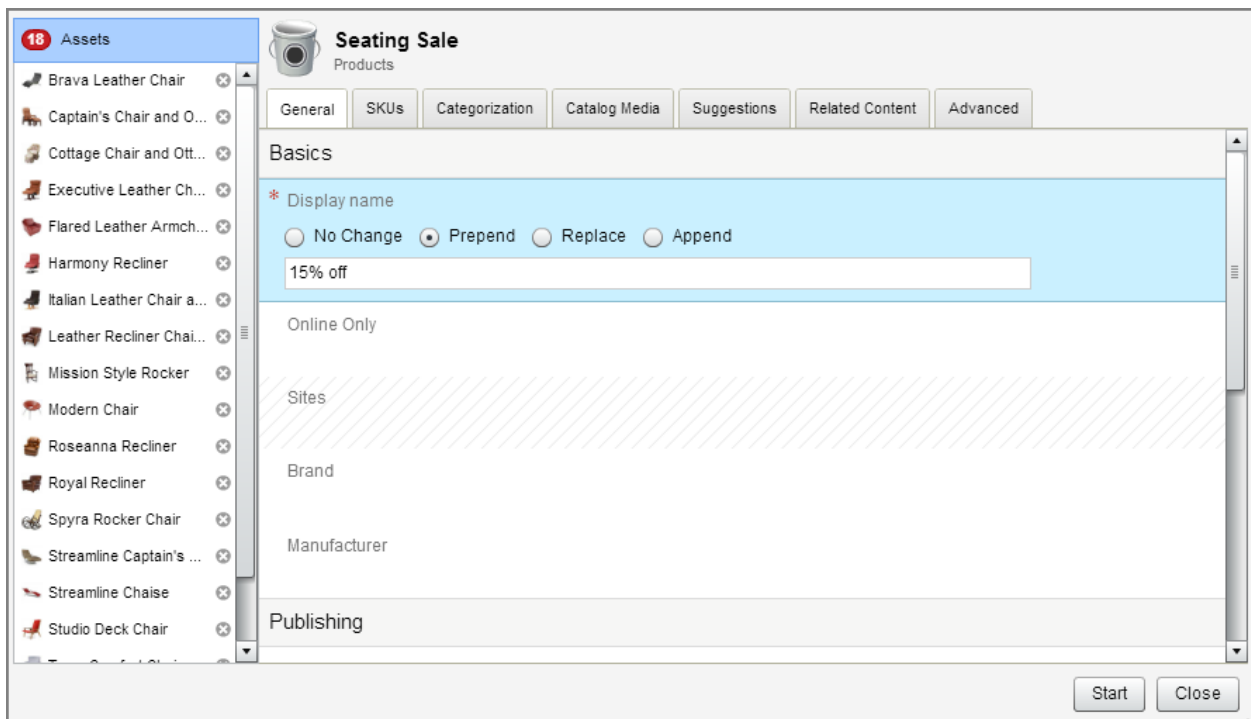 18 Assets
Brava Leather Chair
Captain's Chair and O...
Cottage Chair and Ott...
Executive Leather Ch...
Flared Leather Armch...
Harmony Recliner
Italian Leather Chair a...
Leather Recliner Chai...
Mission Style Rocker
Modern Chair
Roseanna Recliner
Royal Recliner
Spyra Rocker Chair
Streamline Captain's ...
Streamline Chaise
Studio Deck Chair
Seating Sale
Products
General SKUs Categorization Catalog Media Suggestions Related Content Advanced
Basics
* Display name
No Change Prepend Replace Append
15% off
Online Only
Sites
Brand
Manufacturer
Publishing
Start Close